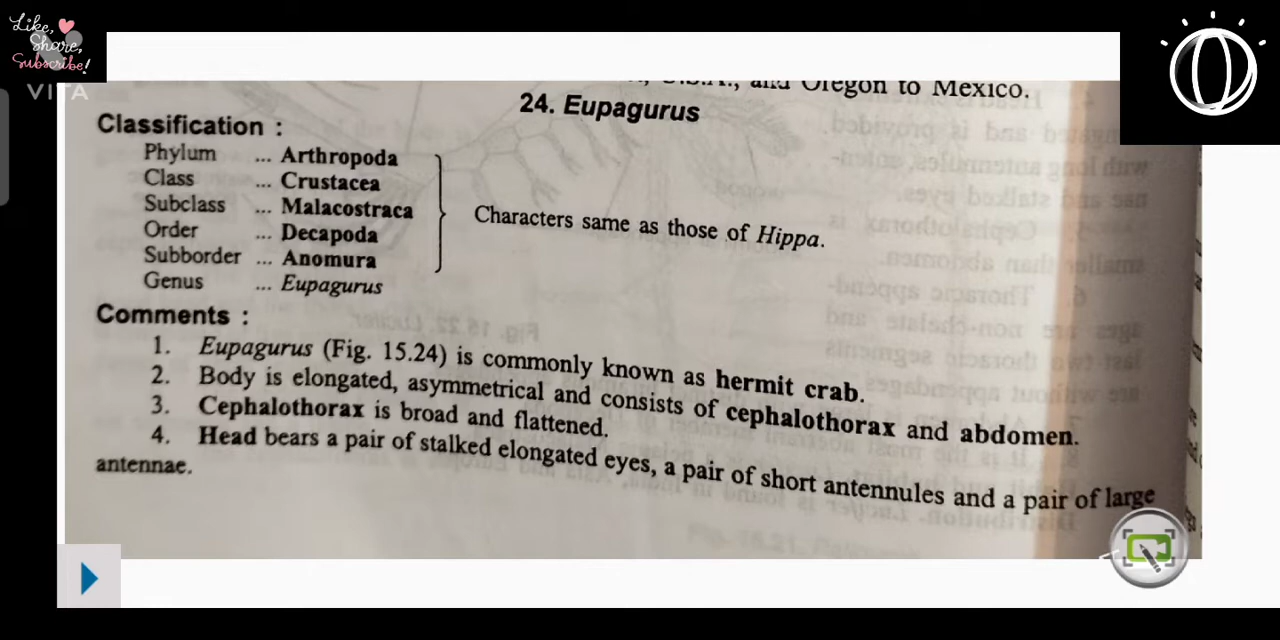 Like,
Share,
Subscribe!
VITA
and Oregon to Mexico.
24. Eupagurus
Classification :
Phylum ... Arthropoda
Class ... Crustacea
Subclass ... Malacostraca
Order ... Decapoda
Subborder ... Anomura
Genus ... Eupagurus
Characters same as those of Hippa.
Comments :
1. Eupagurus (Fig. 15.24) is commonly known as hermit crab.
2. Body is elongated, asymmetrical and consists of cephalothorax and abdomen.
3. Cephalothorax is broad and flattened.
4. Head bears a pair of stalked elongated eyes, a pair of short antennules and a pair of large
antennae.